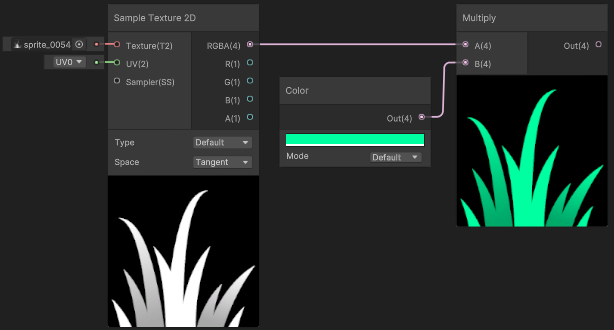 Sample Texture 2D
sprite_0054
Texture(T2)
RGBA(4)
UV0
UV(2)
R(1)
Sampler(SS)
G(1)
B(1)
A(1)
Type
Default
Space
Tangent
Color
Out(4)
Mode
Default
Multiply
A(4)
Out(4)
B(4)